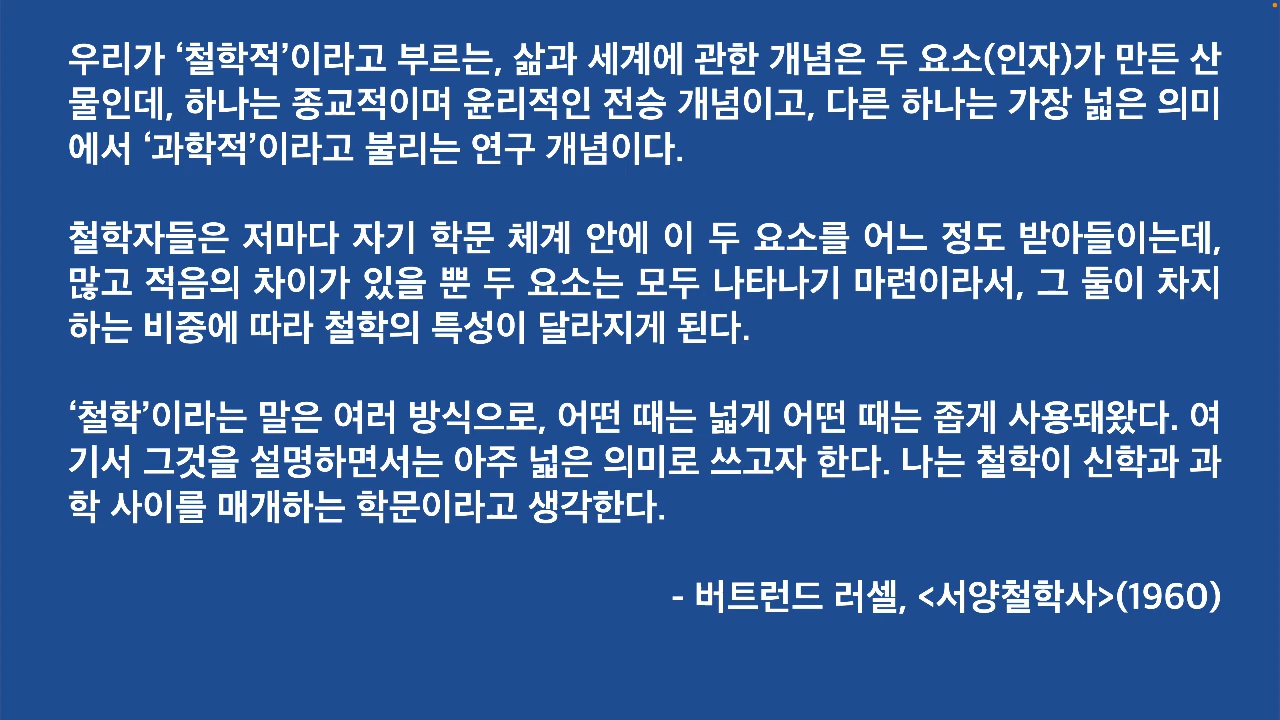 우리가 ‘철학적’이라고 부르는, 삶과 세계에 관한 개념은 두 요소(인자)가 만든 산
물인데, 하나는 종교적이며 윤리적인 전승 개념이고, 다른 하나는 가장 넓은 의미
에서 ‘과학적’이라고 불리는 연구 개념이다.
철학자들은 저마다 자기 학문 체계 안에 이 두 요소를 어느 정도 받아들이는데,
많고 적음의 차이가 있을 뿐 두 요소는 모두 나타나기 마련이라서, 그 둘이 차지
하는 비중에 따라 철학의 특성이 달라지게 된다.
‘철학’이라는 말은 여러 방식으로, 어떤 때는 넓게 어떤 때는 좁게 사용돼왔다. 여
기서 그것을 설명하면서는 아주 넓은 의미로 쓰고자 한다. 나는 철학이 신학과 과
학 사이를 매개하는 학문이라고 생각한다.
- 버트런드 러셀, <서양철학사>(1960)